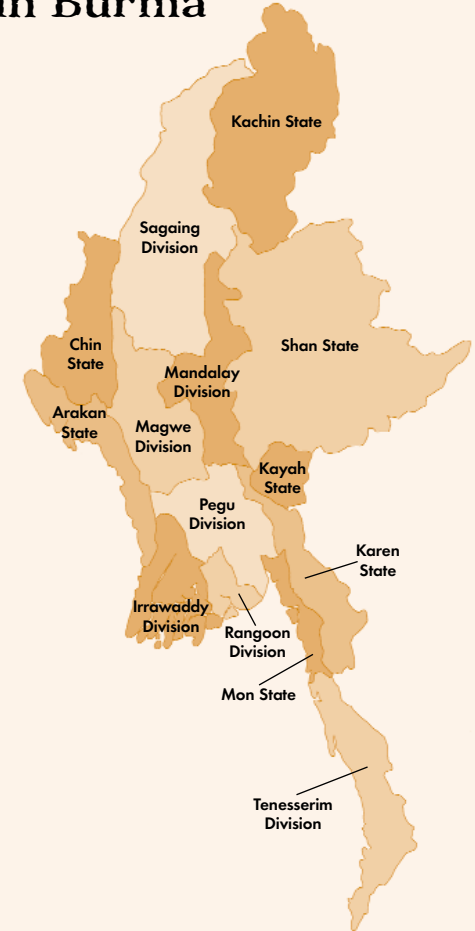 in Burma
Kachin State
Sagaing
Division
Shan State
Chin
State
Mandalay
Division
Arakan
State
Magwe
Division
Kayah
State
Pegu
Division
Karen
State
Irrawaddy
Division
Rangoon
Division
Mon State
Tenesserim
Division